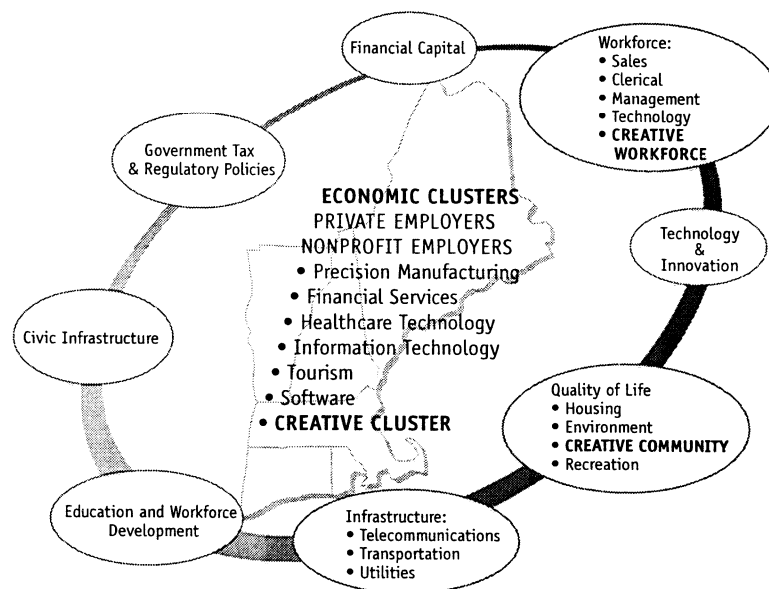 Financial Capital
Workforce:
• Sales
• Clerical
• Management
• Technology
• CREATIVE
WORKFORCE
Government Tax
& Regulatory Policies
ECONOMIC CLUSTERS
PRIVATE EMPLOYERS
NONPROFIT EMPLOYERS
• Precision Manufacturing
• Financial Services
• Healthcare Technology
• Information Technology
• Tourism
• Software
• CREATIVE CLUSTER
Technology
&
Innovation
Civic Infrastructure
Quality of Life
• Housing
• Environment
• CREATIVE COMMUNITY
• Recreation
Education and Workforce
Development
Infrastructure:
• Telecommunications
• Transportation
• Utilities